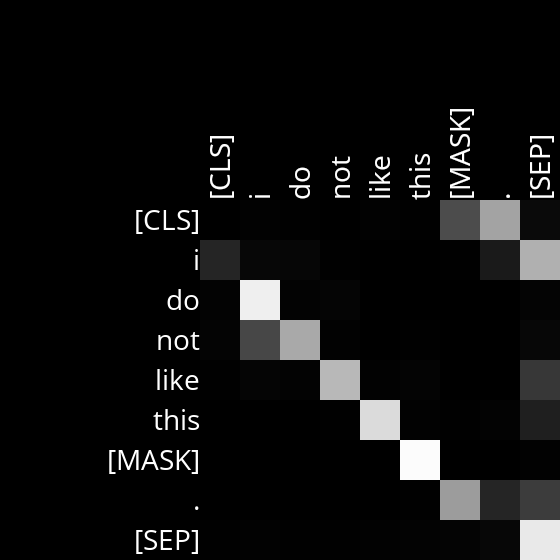 [CLS] i do not like this [MASK] . [SEP]
[CLS]
i
do
not
like
this
[MASK]
.
[SEP]